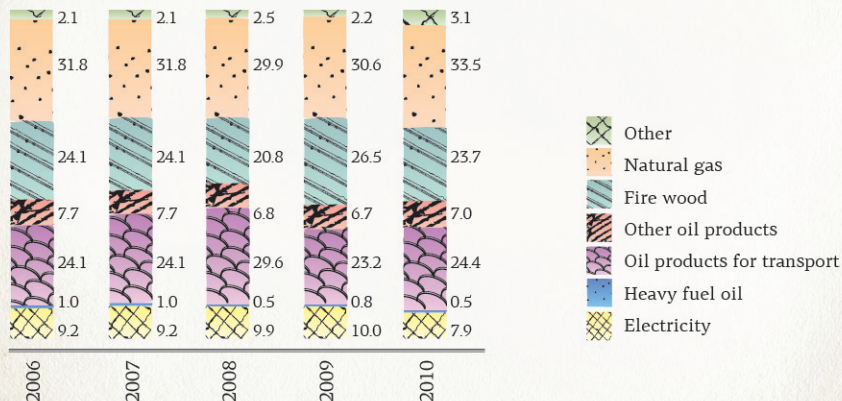 2.1 2.1 2.5 2.2 3.1
31.8 31.8 29.9 30.6 33.5
24.1 24.1 20.8 26.5 23.7
7.7 7.7 6.8 6.7 7.0
24.1 24.1 29.6 23.2 24.4
1.0 1.0 0.5 0.8 0.5
9.2 9.2 9.9 10.0 7.9
2006 2007 2008 2009 2010
Other
Natural gas
Fire wood
Other oil products
Oil products for transport
Heavy fuel oil
Electricity